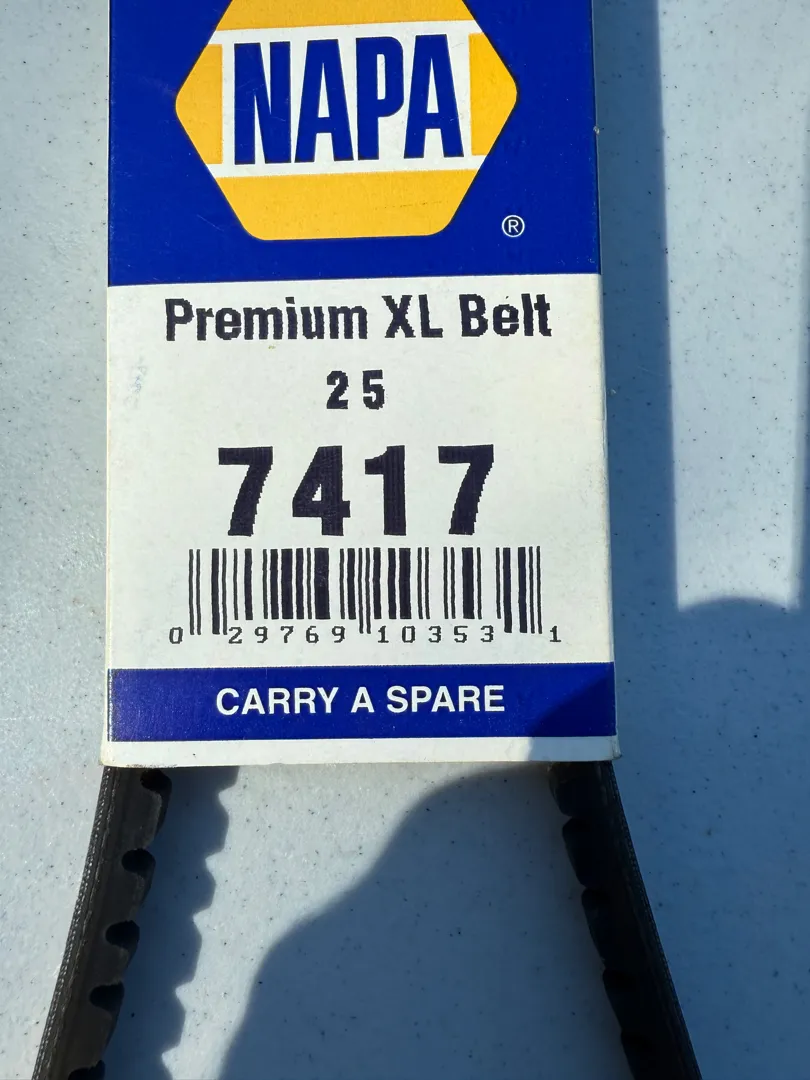 NAPA
®
Premium XL Belt
25
7417
0 29769 10353 1
CARRY A SPARE